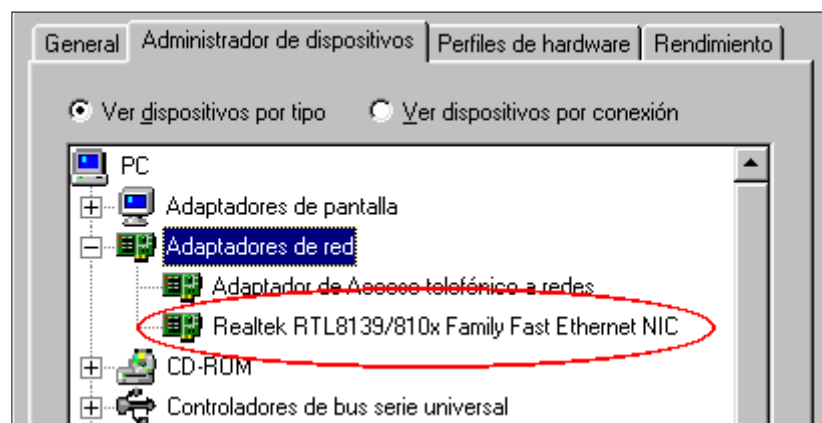 General Administrador de dispositivos Perfiles de hardware Rendimiento
Ver dispositivos por tipo Ver dispositivos por conexión
PC
Adaptadores de pantalla
Adaptadores de red
Adaptador de Acceso telefónico a redes
Realtek RTL8139/810x Family Fast Ethernet NIC
CD-ROM
Controladores de bus serie universal